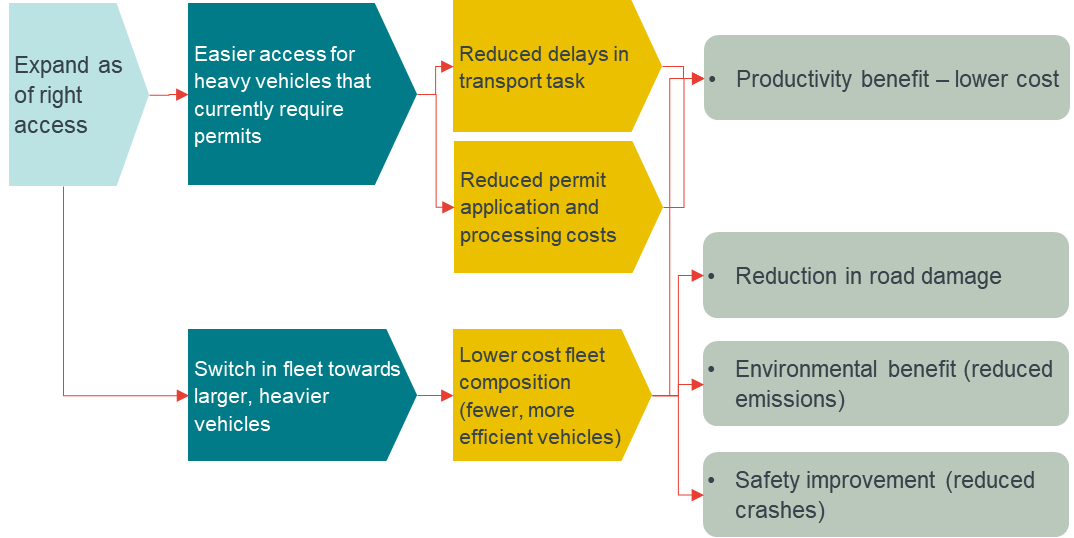 Expand as
of right
access
Easier access for
heavy vehicles that
currently require
permits
Reduced delays in
transport task
• Productivity benefit – lower cost
Reduced permit
application and
processing costs
• Reduction in road damage
Switch in fleet towards
larger, heavier
vehicles
Lower cost fleet
composition
(fewer, more
efficient vehicles)
• Environmental benefit (reduced
emissions)
• Safety improvement (reduced
crashes)